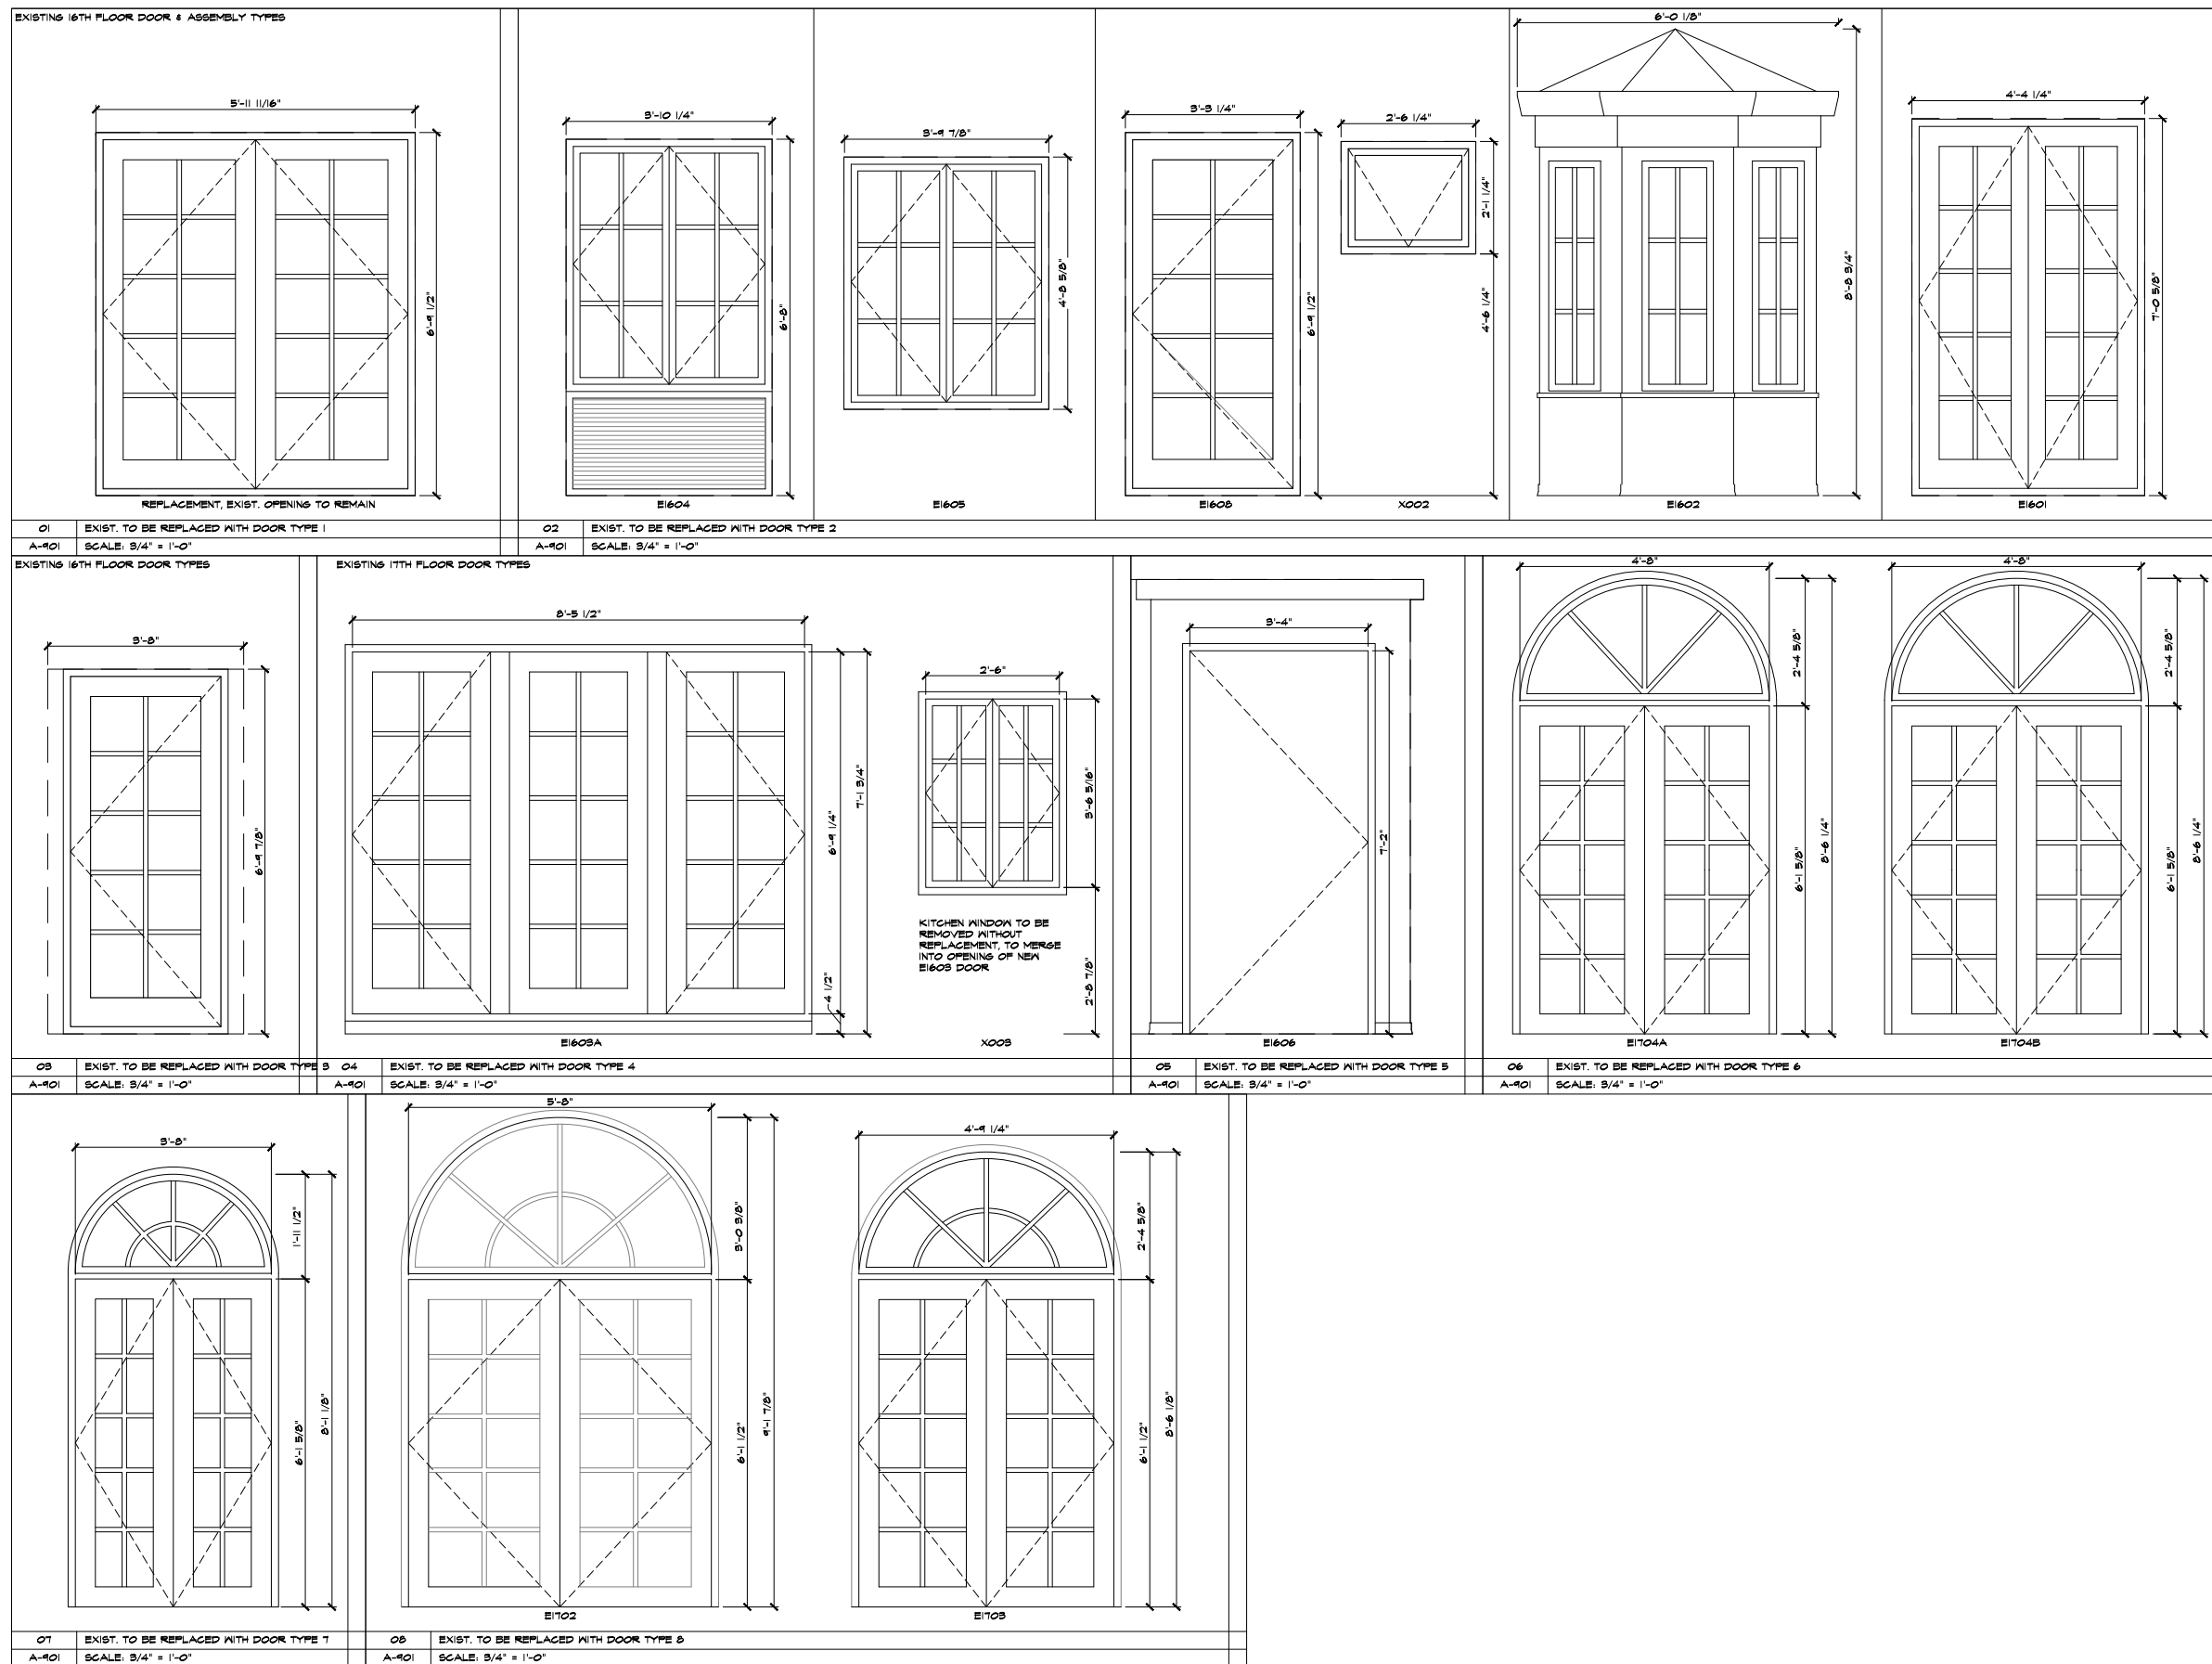 EXISTING 16TH FLOOR DOOR & ASSEMBLY TYPES
5'-11 11/16"
6'-9 1/2"
REPLACEMENT, EXIST. OPENING TO REMAIN
3'-10 1/4"
6'-8"
E1604
3'-9 7/8"
4'-8 5/8"
E1605
3'-3 1/4"
6'-9 1/2"
E1608
2'-6 1/4"
2'-1 1/4"
4'-6 1/4"
X002
6'-0 1/8"
8'-8 3/4"
E1602
4'-4 1/4"
7'-0 5/8"
E1601
01
EXIST. TO BE REPLACED WITH DOOR TYPE 1
A-901
SCALE: 3/4" = 1'-0"
02
EXIST. TO BE REPLACED WITH DOOR TYPE 2
A-901
SCALE: 3/4" = 1'-0"
EXISTING 16TH FLOOR DOOR TYPES
3'-8"
6'-9 7/8"
EXISTING 17TH FLOOR DOOR TYPES
8'-5 1/2"
6'-9 1/4"
7'-1 3/4"
4 1/2"
E1603A
2'-6"
3'-6 5/16"
2'-8 7/8"
KITCHEN WINDOW TO BE
REMOVED WITHOUT
REPLACEMENT, TO MERGE
INTO OPENING OF NEW
E1603 DOOR
X003
3'-4"
7'-2"
E1606
4'-8"
2'-4 5/8"
6'-1 5/8"
8'-6 1/4"
E1704A
4'-8"
2'-4 5/8"
6'-1 5/8"
8'-6 1/4"
E1704B
03
EXIST. TO BE REPLACED WITH DOOR TYPE 3
A-901
SCALE: 3/4" = 1'-0"
04
EXIST. TO BE REPLACED WITH DOOR TYPE 4
A-901
SCALE: 3/4" = 1'-0"
05
EXIST. TO BE REPLACED WITH DOOR TYPE 5
A-901
SCALE: 3/4" = 1'-0"
06
EXIST. TO BE REPLACED WITH DOOR TYPE 6
A-901
SCALE: 3/4" = 1'-0"
3'-8"
1'-11 1/2"
6'-1 5/8"
8'-1 1/8"
5'-8"
3'-0 3/8"
6'-1 1/2"
9'-1 7/8"
E1702
4'-9 1/4"
2'-4 5/8"
6'-1 1/2"
8'-6 1/8"
E1703
07
EXIST. TO BE REPLACED WITH DOOR TYPE 7
A-901
SCALE: 3/4" = 1'-0"
08
EXIST. TO BE REPLACED WITH DOOR TYPE 8
A-901
SCALE: 3/4" = 1'-0"